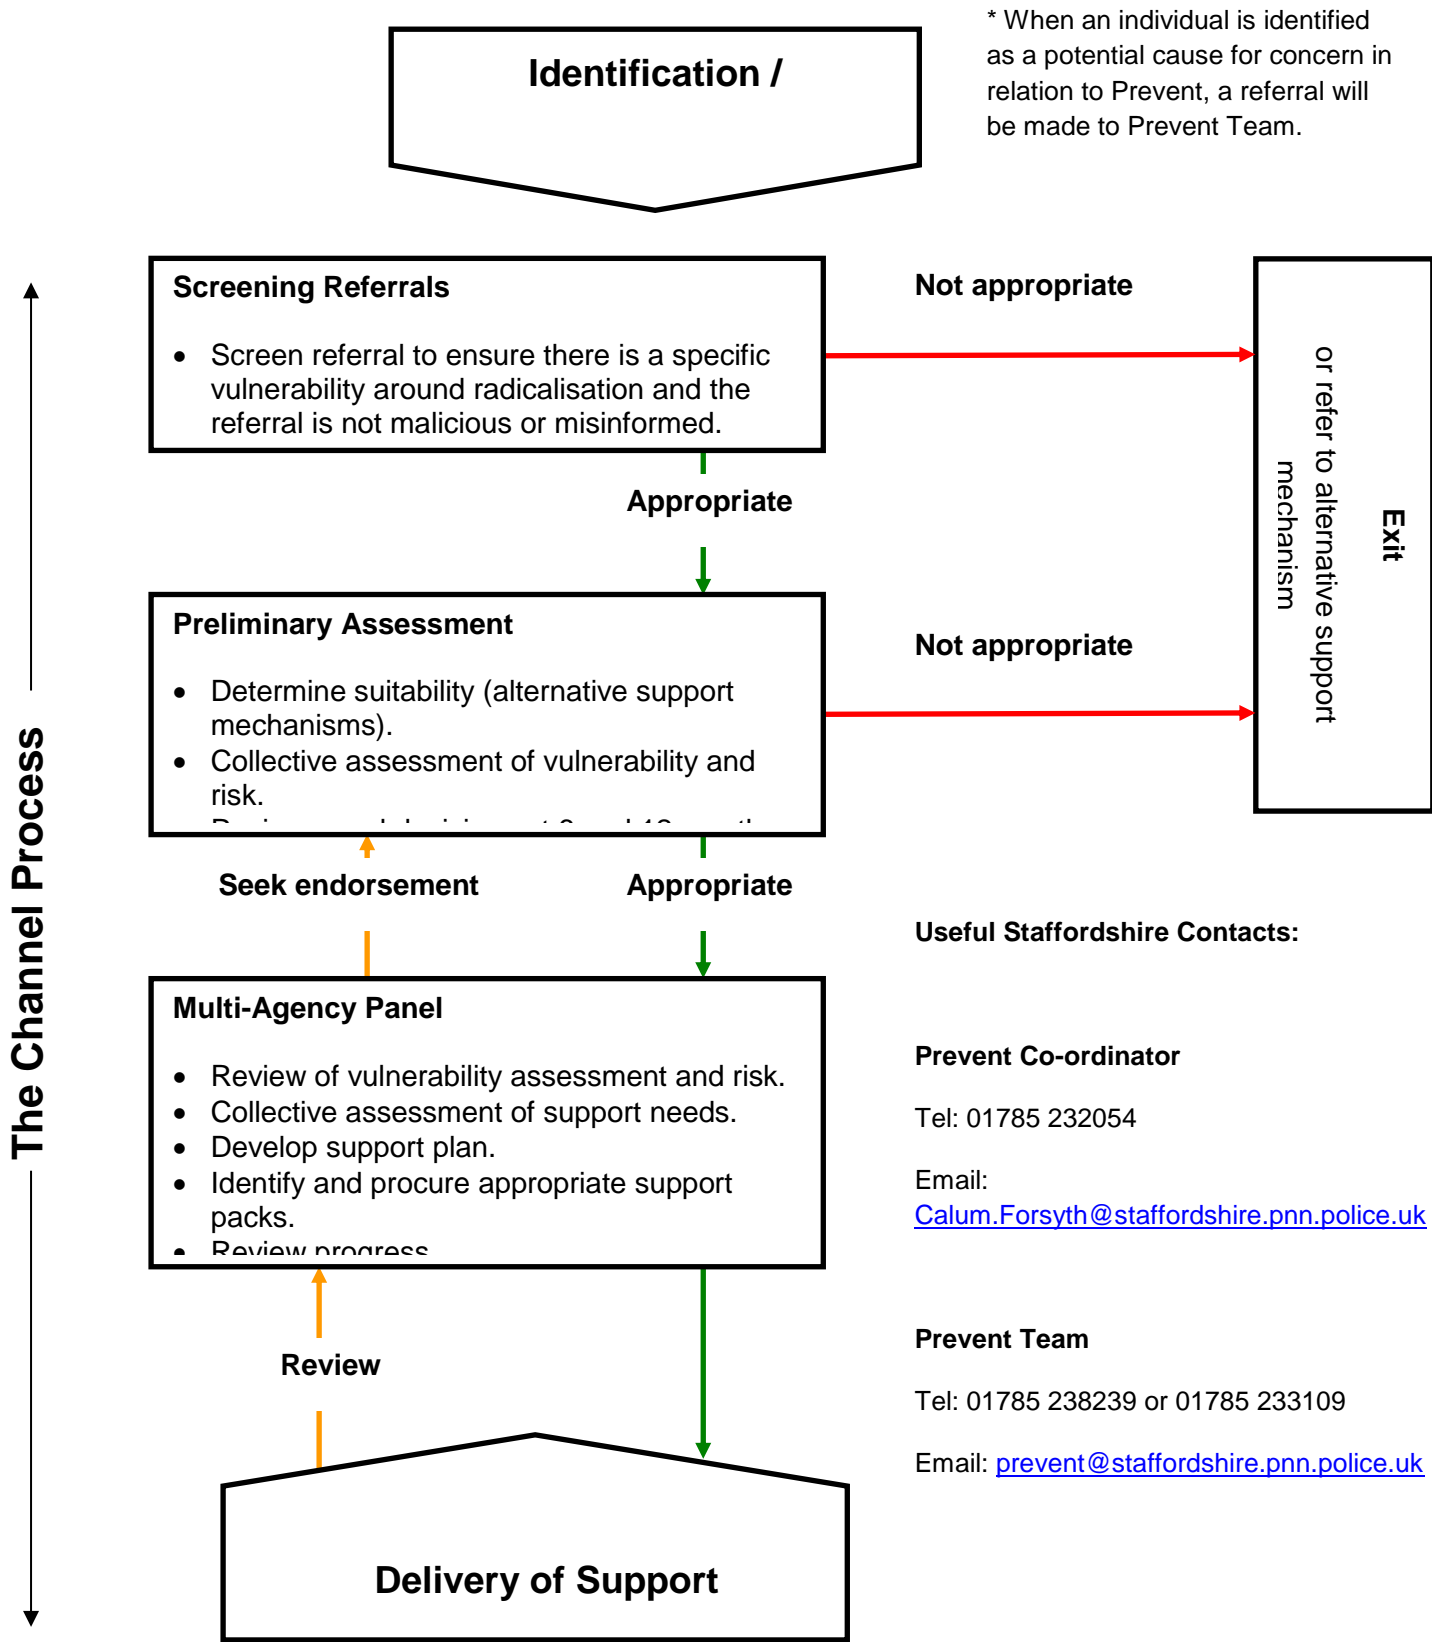 Identification /
* When an individual is identified
as a potential cause for concern in
relation to Prevent, a referral will
be made to Prevent Team.
The Channel Process
Screening Referrals
• Screen referral to ensure there is a specific
vulnerability around radicalisation and the
referral is not malicious or misinformed.
Not appropriate
Exit
or refer to alternative support
mechanism
Appropriate
Preliminary Assessment
• Determine suitability (alternative support
mechanisms).
• Collective assessment of vulnerability and
risk.
Not appropriate
Seek endorsement
Appropriate
Multi-Agency Panel
• Review of vulnerability assessment and risk.
• Collective assessment of support needs.
• Develop support plan.
• Identify and procure appropriate support
packs.
• Review progress
Review
Delivery of Support
Useful Staffordshire Contacts:
Prevent Co-ordinator
Tel: 01785 232054
Email:
Calum.Forsyth@staffordshire.pnn.police.uk
Prevent Team
Tel: 01785 238239 or 01785 233109
Email: prevent@staffordshire.pnn.police.uk